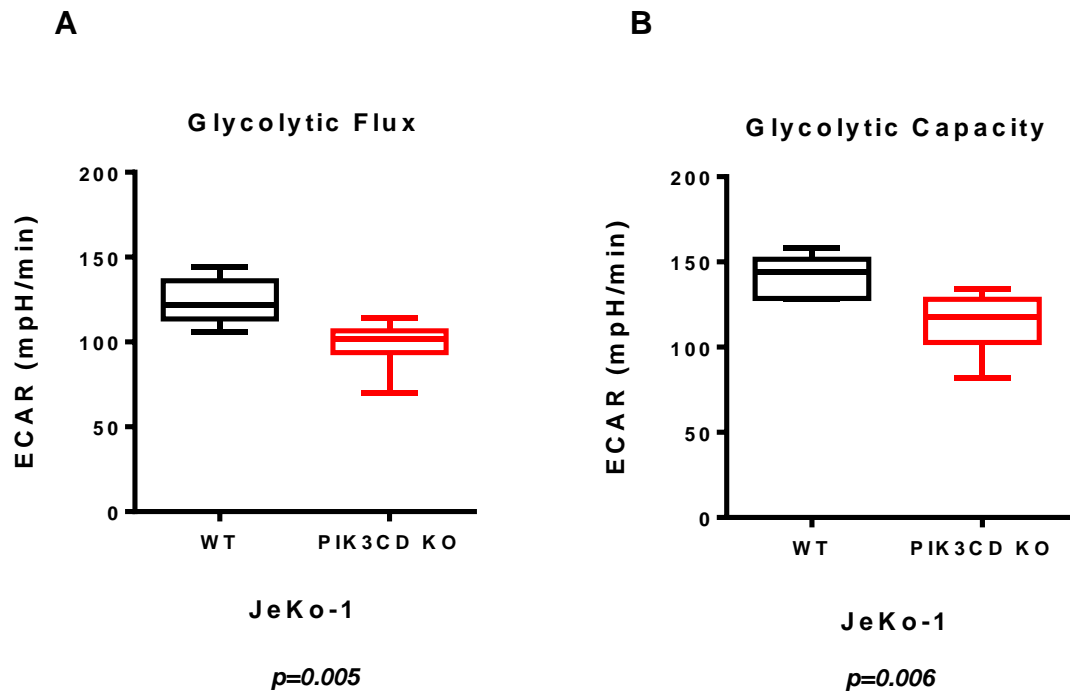 A
Glycolytic Flux
ECAR (mpH/min)
200
150
100
50
0
WT PIK3CD KO
JeKo-1
p=0.005
B
Glycolytic Capacity
ECAR (mpH/min)
200
150
100
50
0
WT PIK3CD KO
JeKo-1
p=0.006